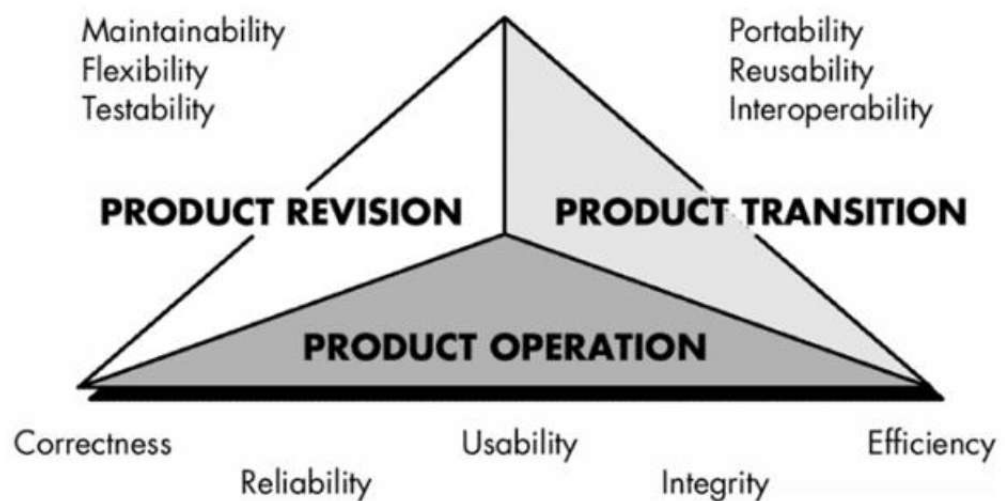 Maintainability
Flexibility
Testability
Portability
Reusability
Interoperability
PRODUCT REVISION
PRODUCT TRANSITION
PRODUCT OPERATION
Correctness
Usability
Efficiency
Reliability
Integrity